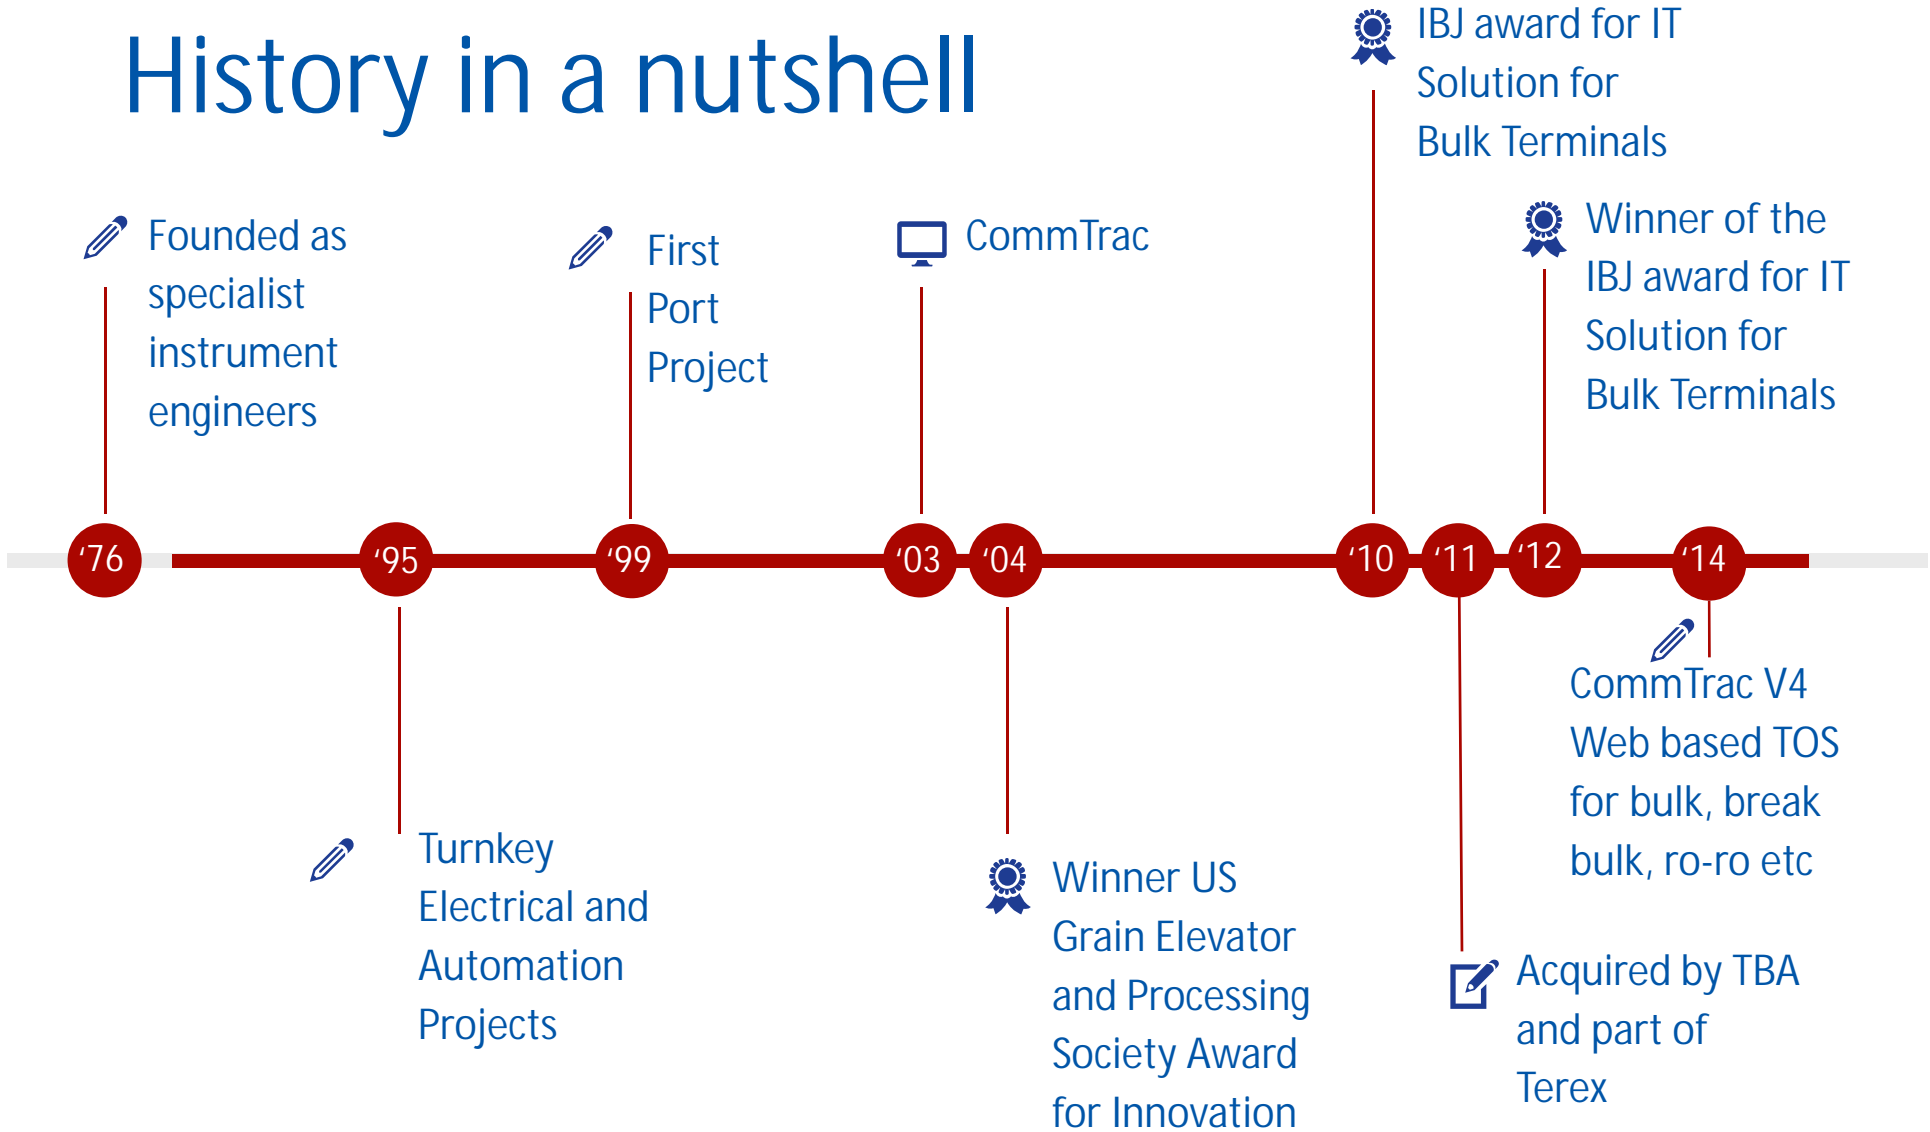 History in a nutshell
IBJ award for IT
Solution for
Bulk Terminals
Founded as
specialist
instrument
engineers
First
Port
Project
CommTrac
Winner of the
IBJ award for IT
Solution for
Bulk Terminals
‘76
‘95
‘99
‘03
‘04
‘10
‘11
‘12
‘14
Turnkey
Electrical and
Automation
Projects
Winner US
Grain Elevator
and Processing
Society Award
for Innovation
Acquired by TBA
and part of
Terex
CommTrac V4
Web based TOS
for bulk, break
bulk, ro-ro etc